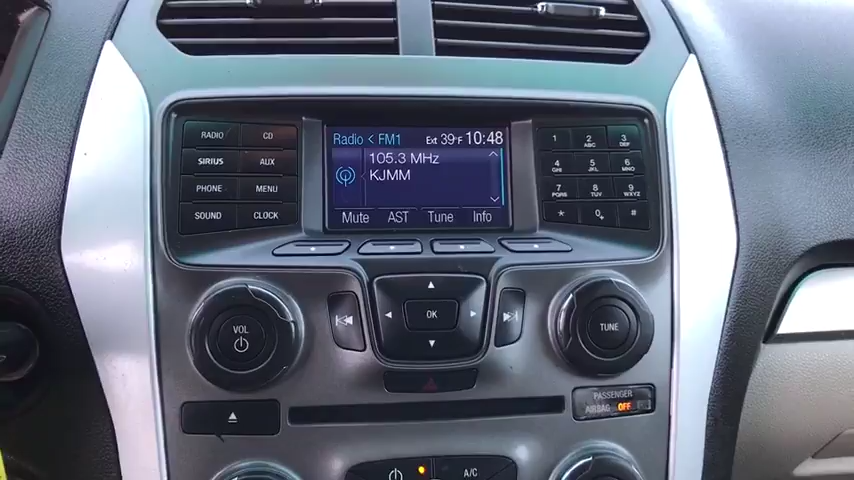 RADIO CD
SIRIUS AUX
PHONE MENU
SOUND CLOCK
Radio < FM1 Ext 39°F 10:48
105.3 MHz
KJMM
Mute AST Tune Info
1 2 ABC 3 DEF
4 GHI 5 JKL 6 MNO
7 PQRS 8 TUV 9 WXYZ
* 0 #
VOL
OK
TUNE
PASSENGER
AIRBAG OFF
A/C